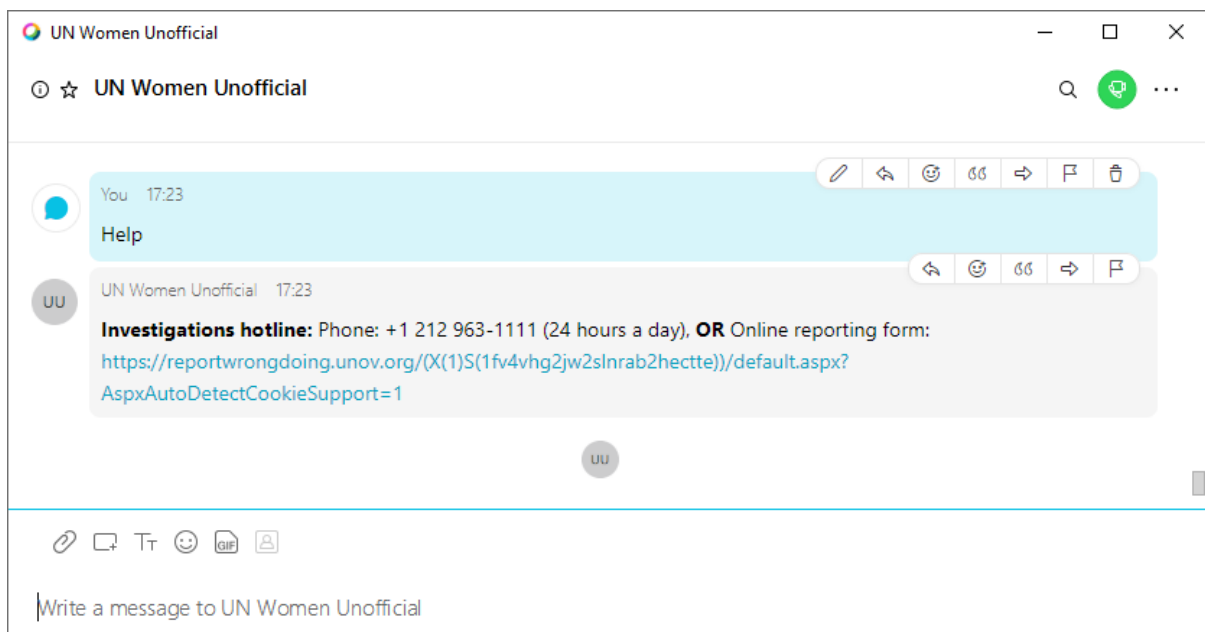 UN Women Unofficial
UN Women Unofficial
You 17:23
Help
UU
UN Women Unofficial 17:23
Investigations hotline: Phone: +1 212 963-1111 (24 hours a day), OR Online reporting form:
https://reportwrongdoing.unov.org/(X(1)S(1fv4vhg2jw2slnrab2hectte))/default.aspx?
AspxAutoDetectCookieSupport=1
UU
GIF
Write a message to UN Women Unofficial